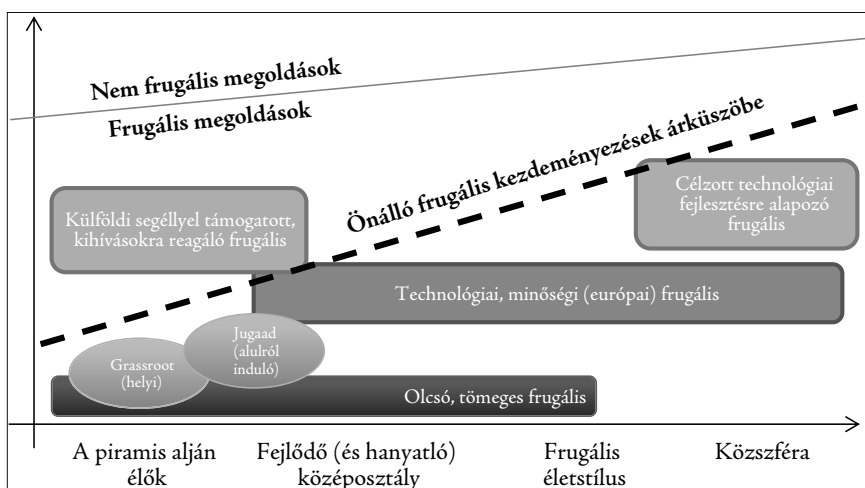 Nem frugális megoldások
Frugális megoldások
Önálló frugális kezdeményezések árküszöbe
Külföldi segéllyel támogatott,
kihívásokra reagáló frugális
Célzott technológiai
fejlesztésre alapozó
frugális
Technológiai, minőségi (európai) frugális
Jugaad
(alulról
induló)
Grassroot
(helyi)
Olcsó, tömeges frugális
A piramis alján
élők
Fejlődő (és hanyatló)
középosztály
Frugális
életstílus
Közszféra